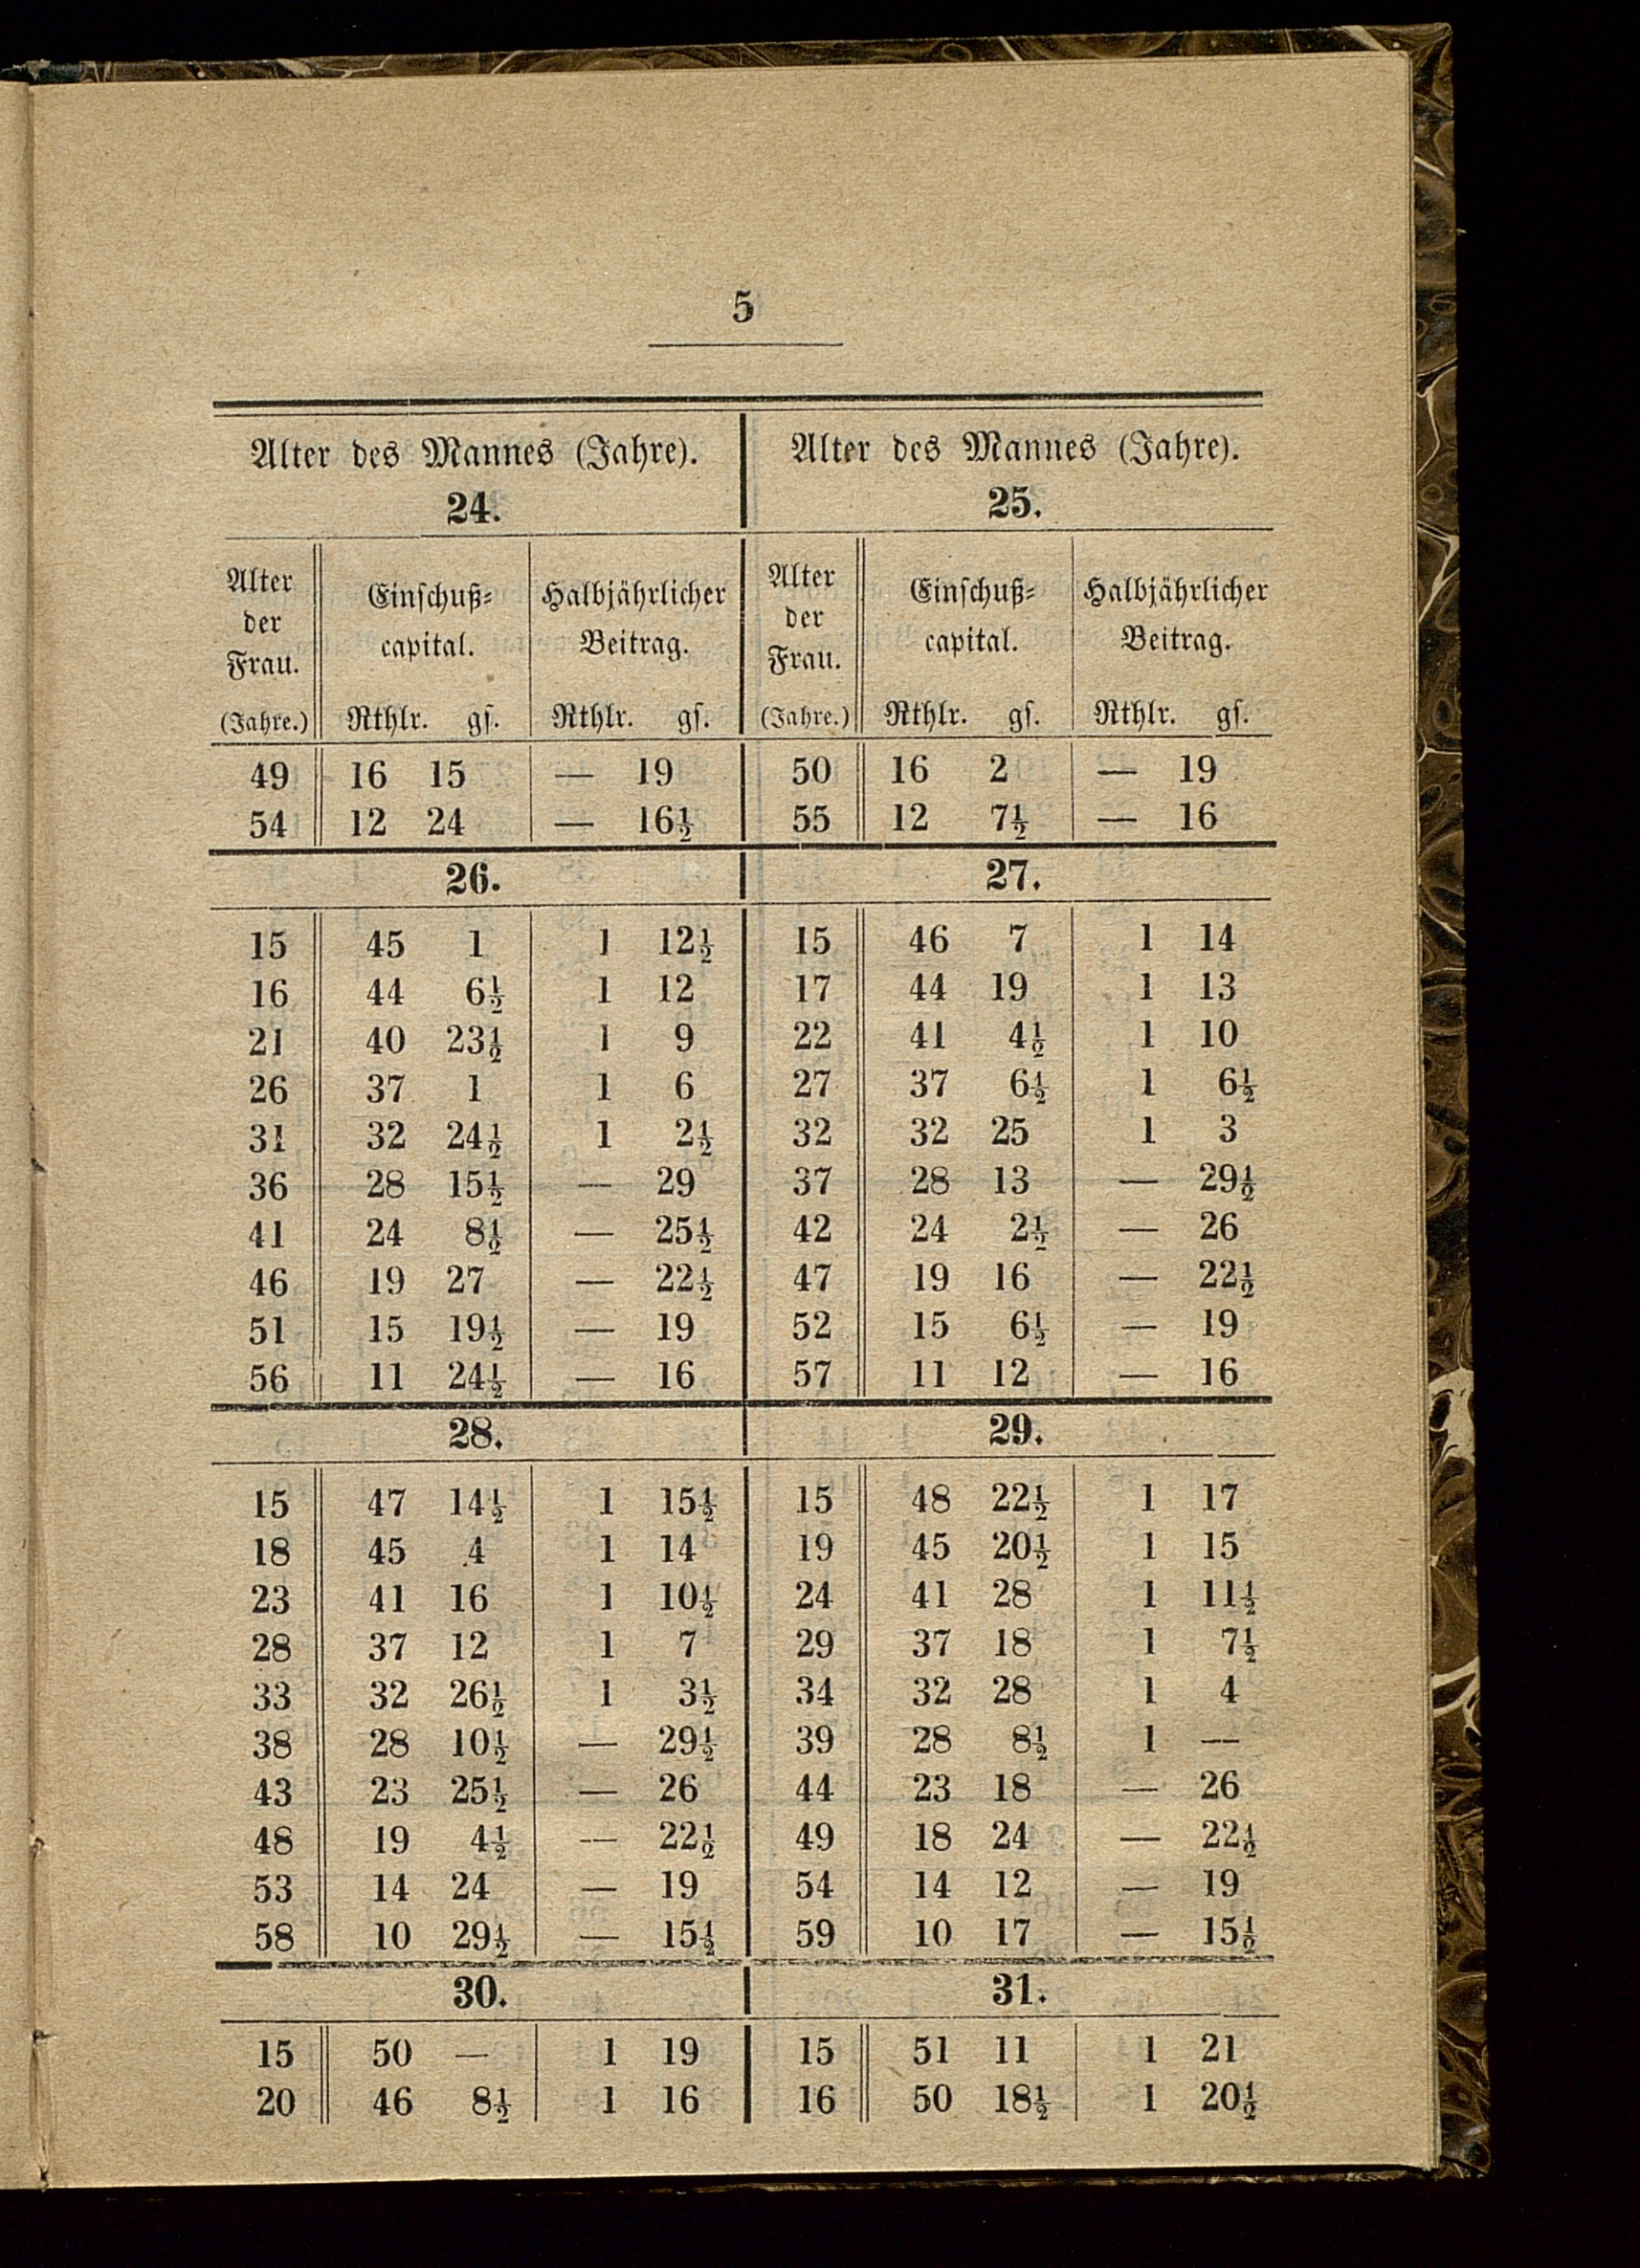 5
Alter des Mannes (Jahre). Alter des Mannes (Jahre).
24. 25.
Alter der Frau. Einschuß= capital. Halbjährlicher Beitrag. Alter der Frau. Einschuß= capital. Halbjährlicher Beitrag.
(Jahre.) Rthlr. gs. Rthlr. gs. (Jahre.) Rthlr. gs. Rthlr. gs.
49 16 15 — 19 50 16 2 — 19
54 12 24 — 16½ 55 12 7½ — 16
26. 27.
15 45 1 1 12½ 15 46 7 1 14
16 44 6½ 1 12 17 44 19 1 13
21 40 23½ 1 9 22 41 4½ 1 10
26 37 1 1 6 27 37 6½ 1 6½
31 32 24½ 1 2½ 32 32 25 1 3
36 28 15½ — 29 37 28 13 — 29½
41 24 8½ — 25½ 42 24 2½ — 26
46 19 27 — 22½ 47 19 16 — 22½
51 15 19½ — 19 52 15 6½ — 19
56 11 24½ — 16 57 11 12 — 16
28. 29.
15 47 14½ 1 15½ 15 48 22½ 1 17
18 45 4 1 14 19 45 20½ 1 15
23 41 16 1 10½ 24 41 28 1 11½
28 37 12 1 7 29 37 18 1 7½
33 32 26½ 1 3½ 34 32 28 1 4
38 28 10½ — 29½ 39 28 8½ 1 —
43 23 25½ — 26 44 23 18 — 26
48 19 4½ — 22½ 49 18 24 — 22½
53 14 24 — 19 54 14 12 — 19
58 10 29½ — 15½ 59 10 17 — 15½
30. 31.
15 50 — 1 19 15 51 11 1 21
20 46 8½ 1 16 16 50 18½ 1 20½